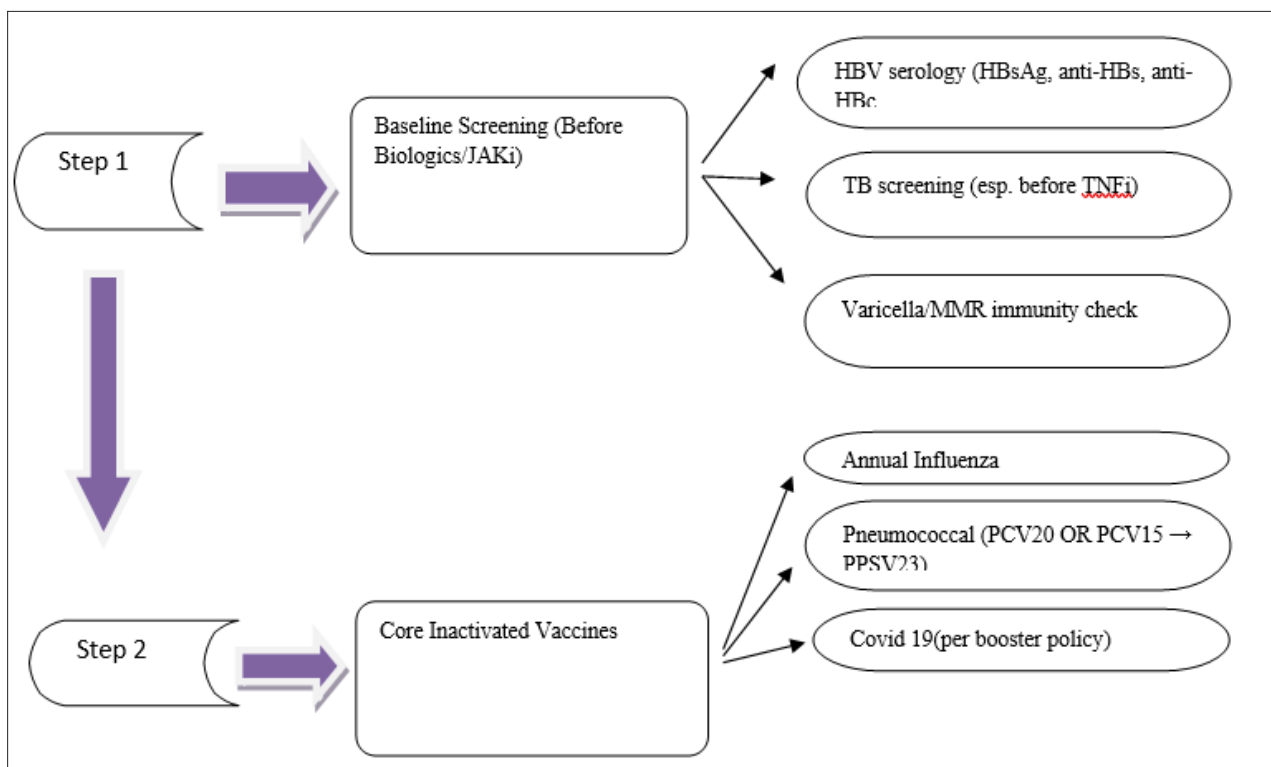 Step 1
Baseline Screening (Before
Biologics/JAKi)
HBV serology (HBsAg, anti-HBs, anti-
HBc
TB screening (esp. before TNFi)
Varicella/MMR immunity check
Step 2
Core Inactivated Vaccines
Annual Influenza
Pneumococcal (PCV20 OR PCV15 →
PPSV23)
Covid 19(per booster policy)